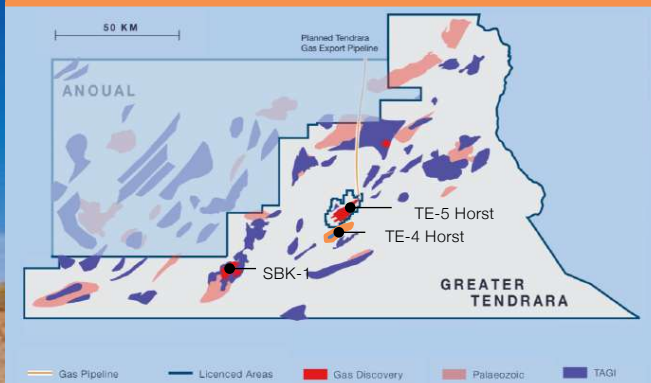 50 KM
Planned Tendrara
Gas Export Pipeline
ANOUAL
TE-5 Horst
TE-4 Horst
SBK-1
GREATER
TENDRARA
Gas Pipeline
Licenced Areas
Gas Discovery
Palaeozoic
TAGI